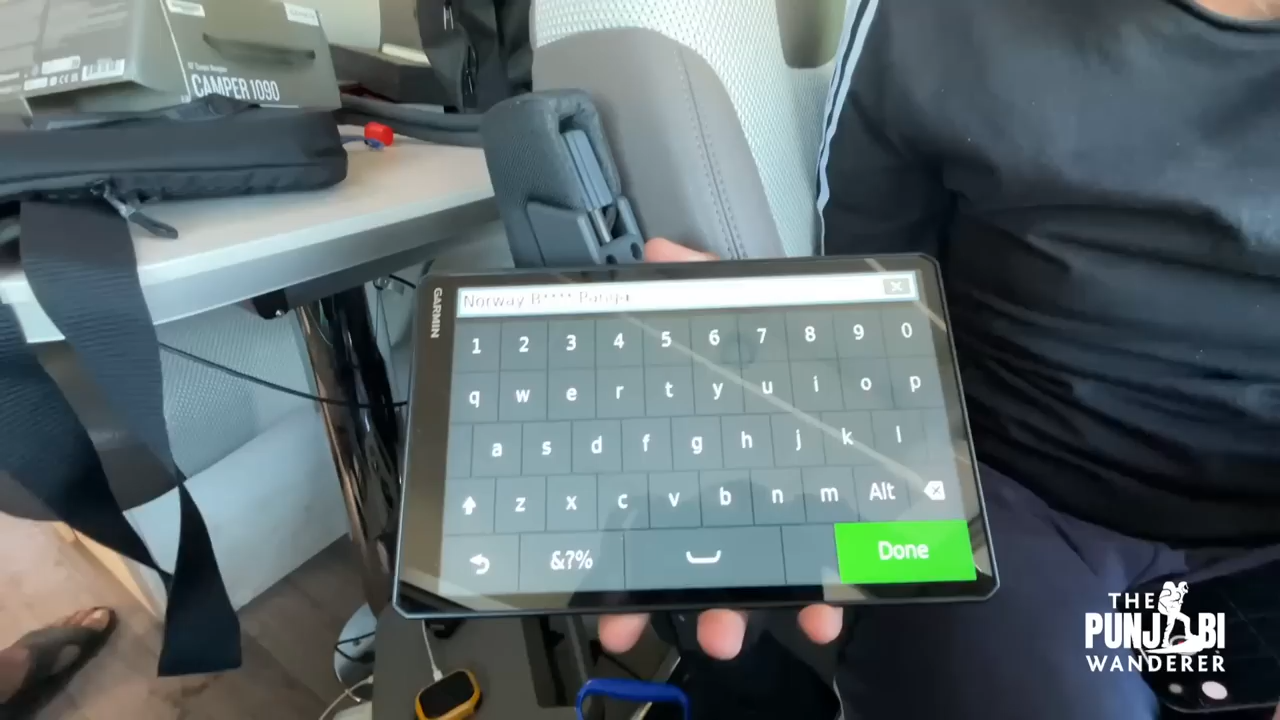 CAMPER 1090
GARMIN
Norway B**** Panga
1 2 3 4 5 6 7 8 9 0
q w e r t y u i o p
a s d f g h j k l
z x c v b n m Alt
&?% Done
THE
PUNJABI
WANDERER